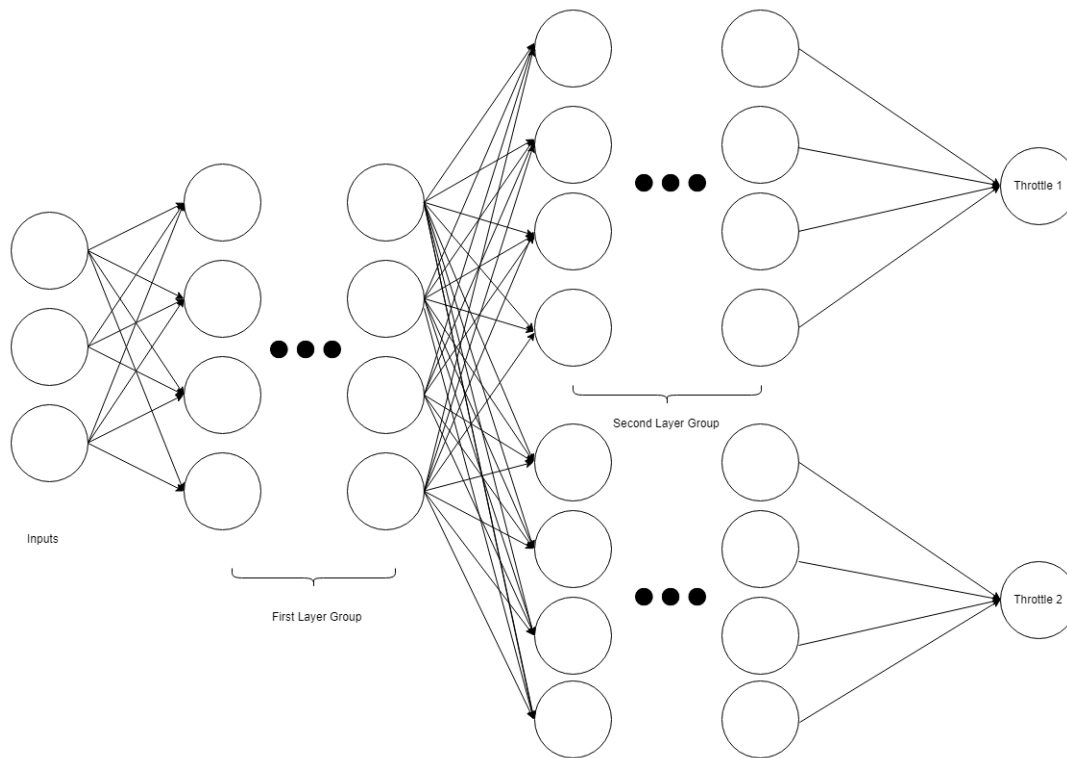 Throttle 1
Second Layer Group
Inputs
First Layer Group
Throttle 2